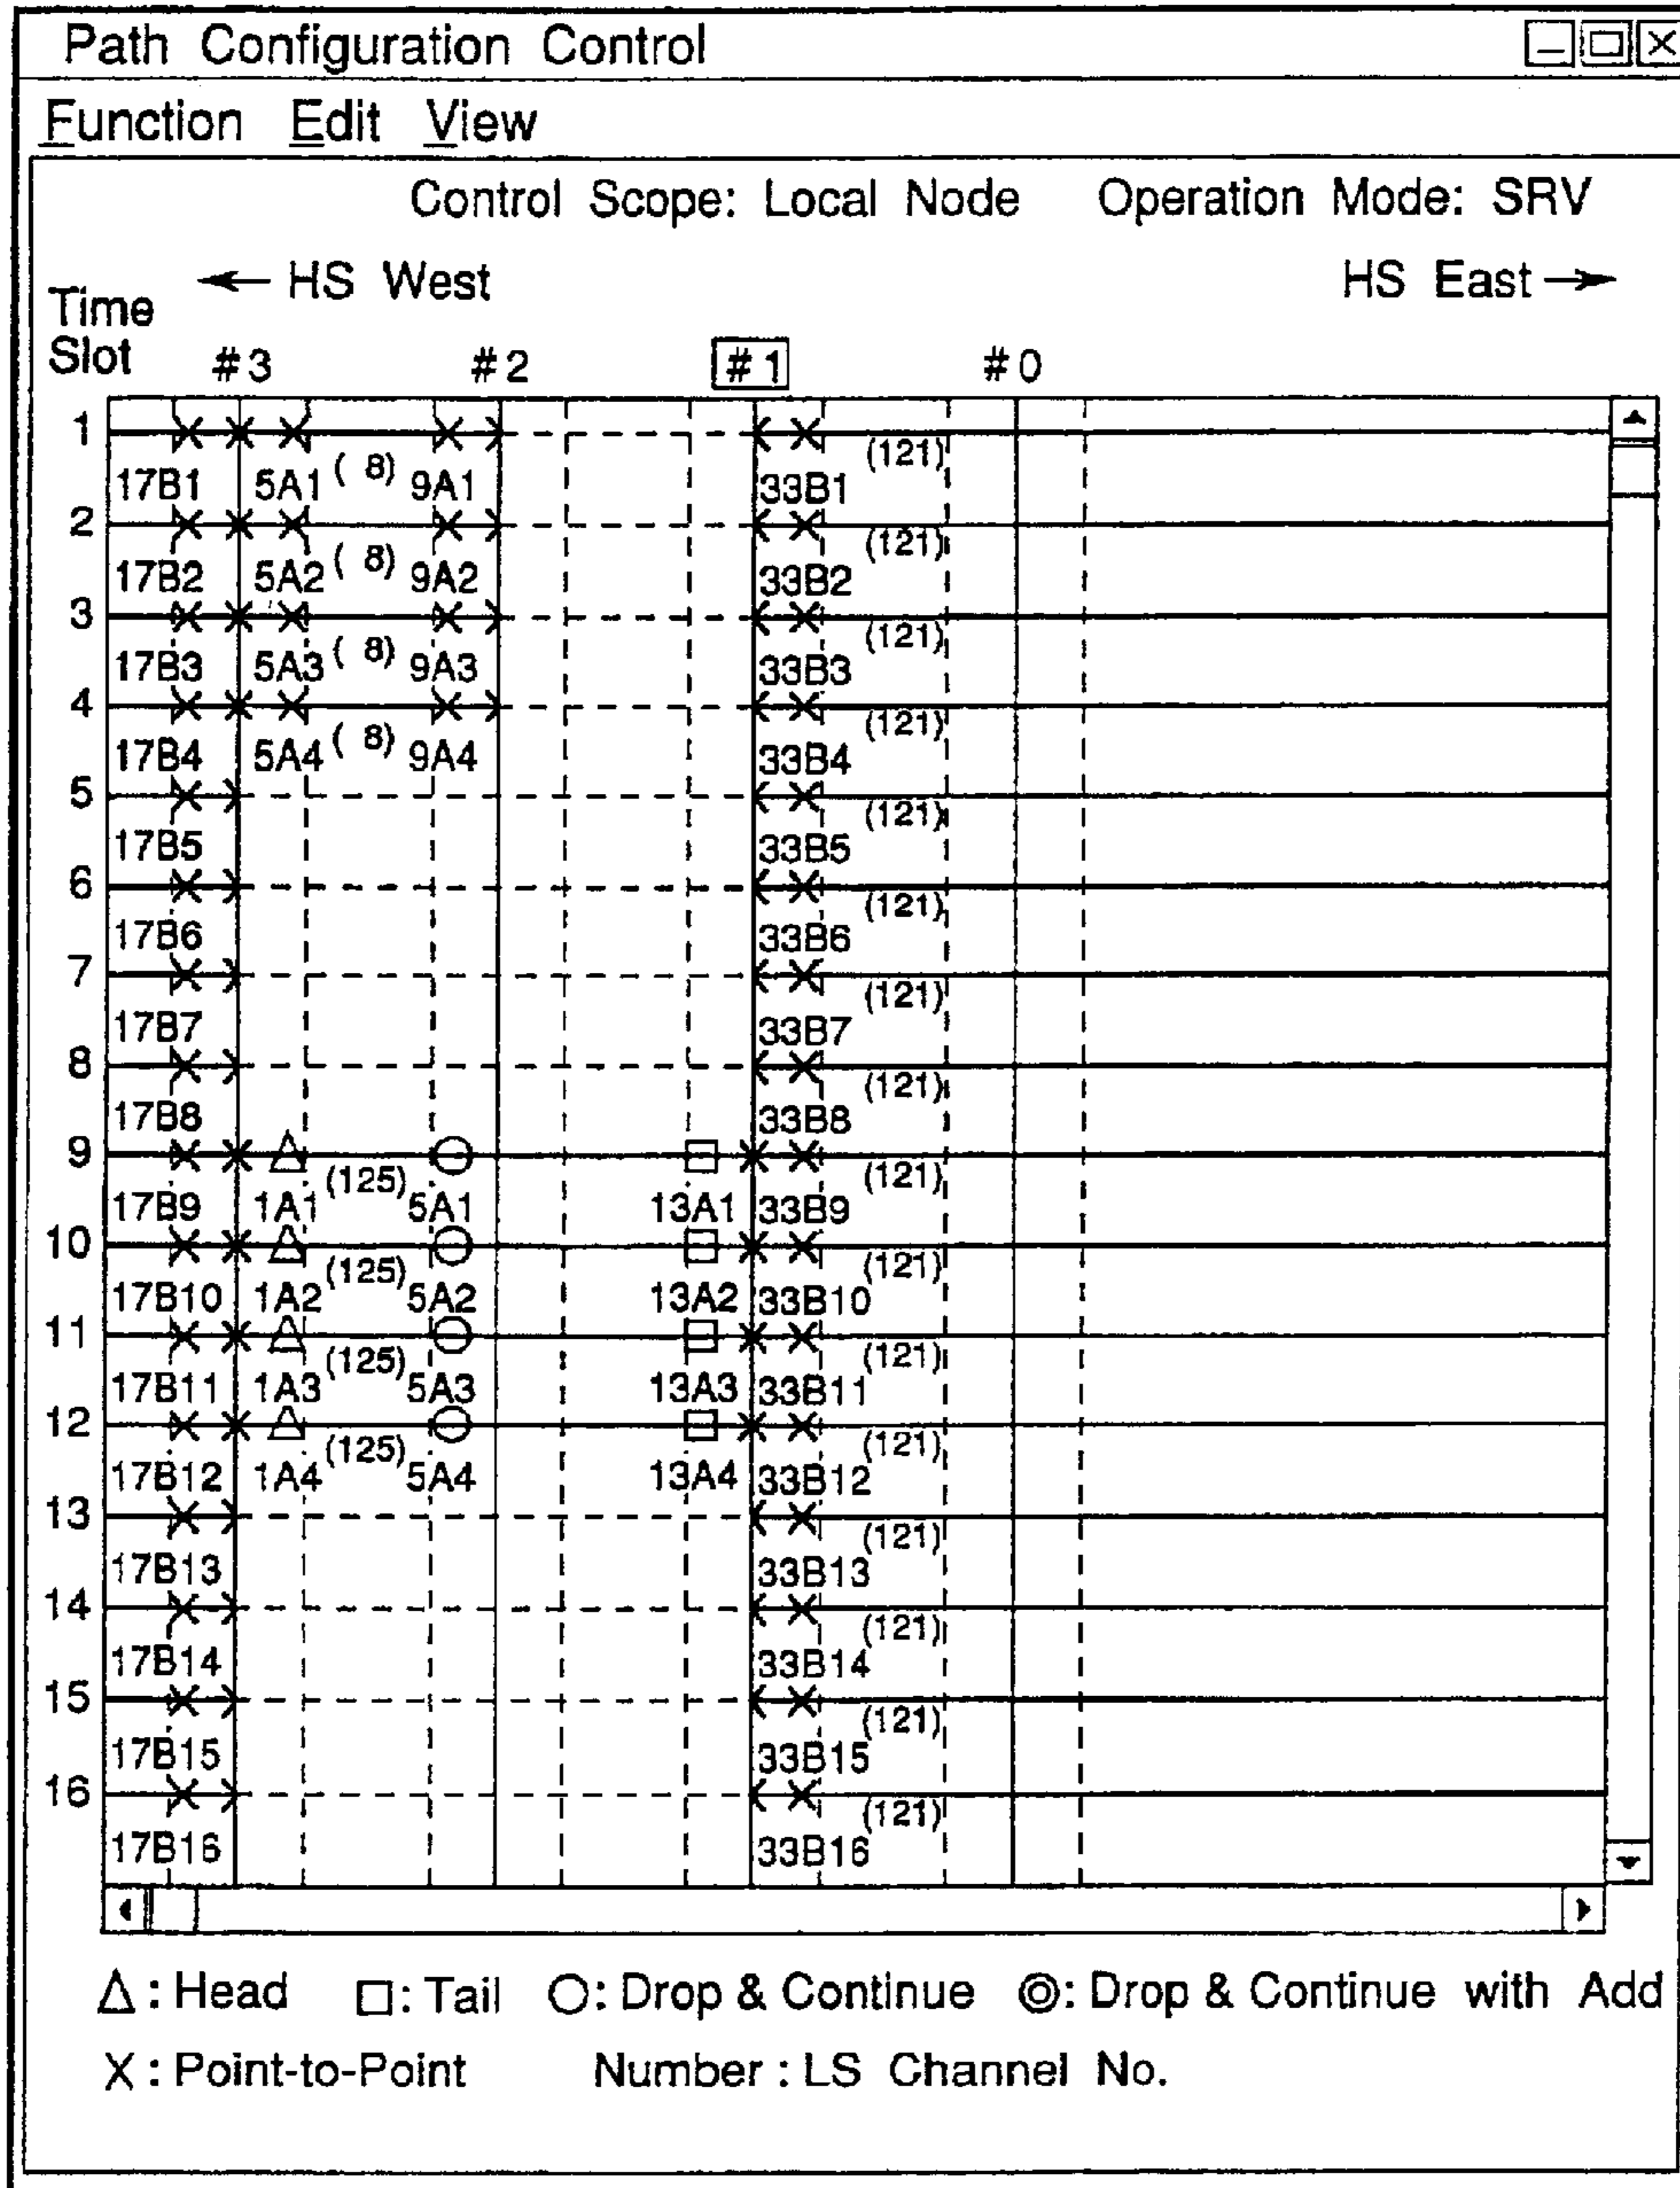 Path Configuration Control
Function Edit View
Control Scope: Local Node Operation Mode: SRV
← HS West HS East →
Time
Slot #3 #2 #1 #0
1 (121)
17B1 5A1 ( 8) 9A1 33B1
2 (121)
17B2 5A2 ( 8) 9A2 33B2
3 (121)
17B3 5A3 ( 8) 9A3 33B3
4 (121)
17B4 5A4 ( 8) 9A4 33B4
5 (121)
17B5 33B5
6 (121)
17B6 33B6
7 (121)
17B7 33B7
8 (121)
17B8 33B8
9 (125) (121)
17B9 1A1 5A1 13A1 33B9
10 (125) (121)
17B10 1A2 5A2 13A2 33B10
11 (125) (121)
17B11 1A3 5A3 13A3 33B11
12 (125) (121)
17B12 1A4 5A4 13A4 33B12
13 (121)
17B13 33B13
14 (121)
17B14 33B14
15 (121)
17B15 33B15
16 (121)
17B16 33B16
△: Head □: Tail ○: Drop & Continue ◎: Drop & Continue with Add
X: Point-to-Point Number: LS Channel No.